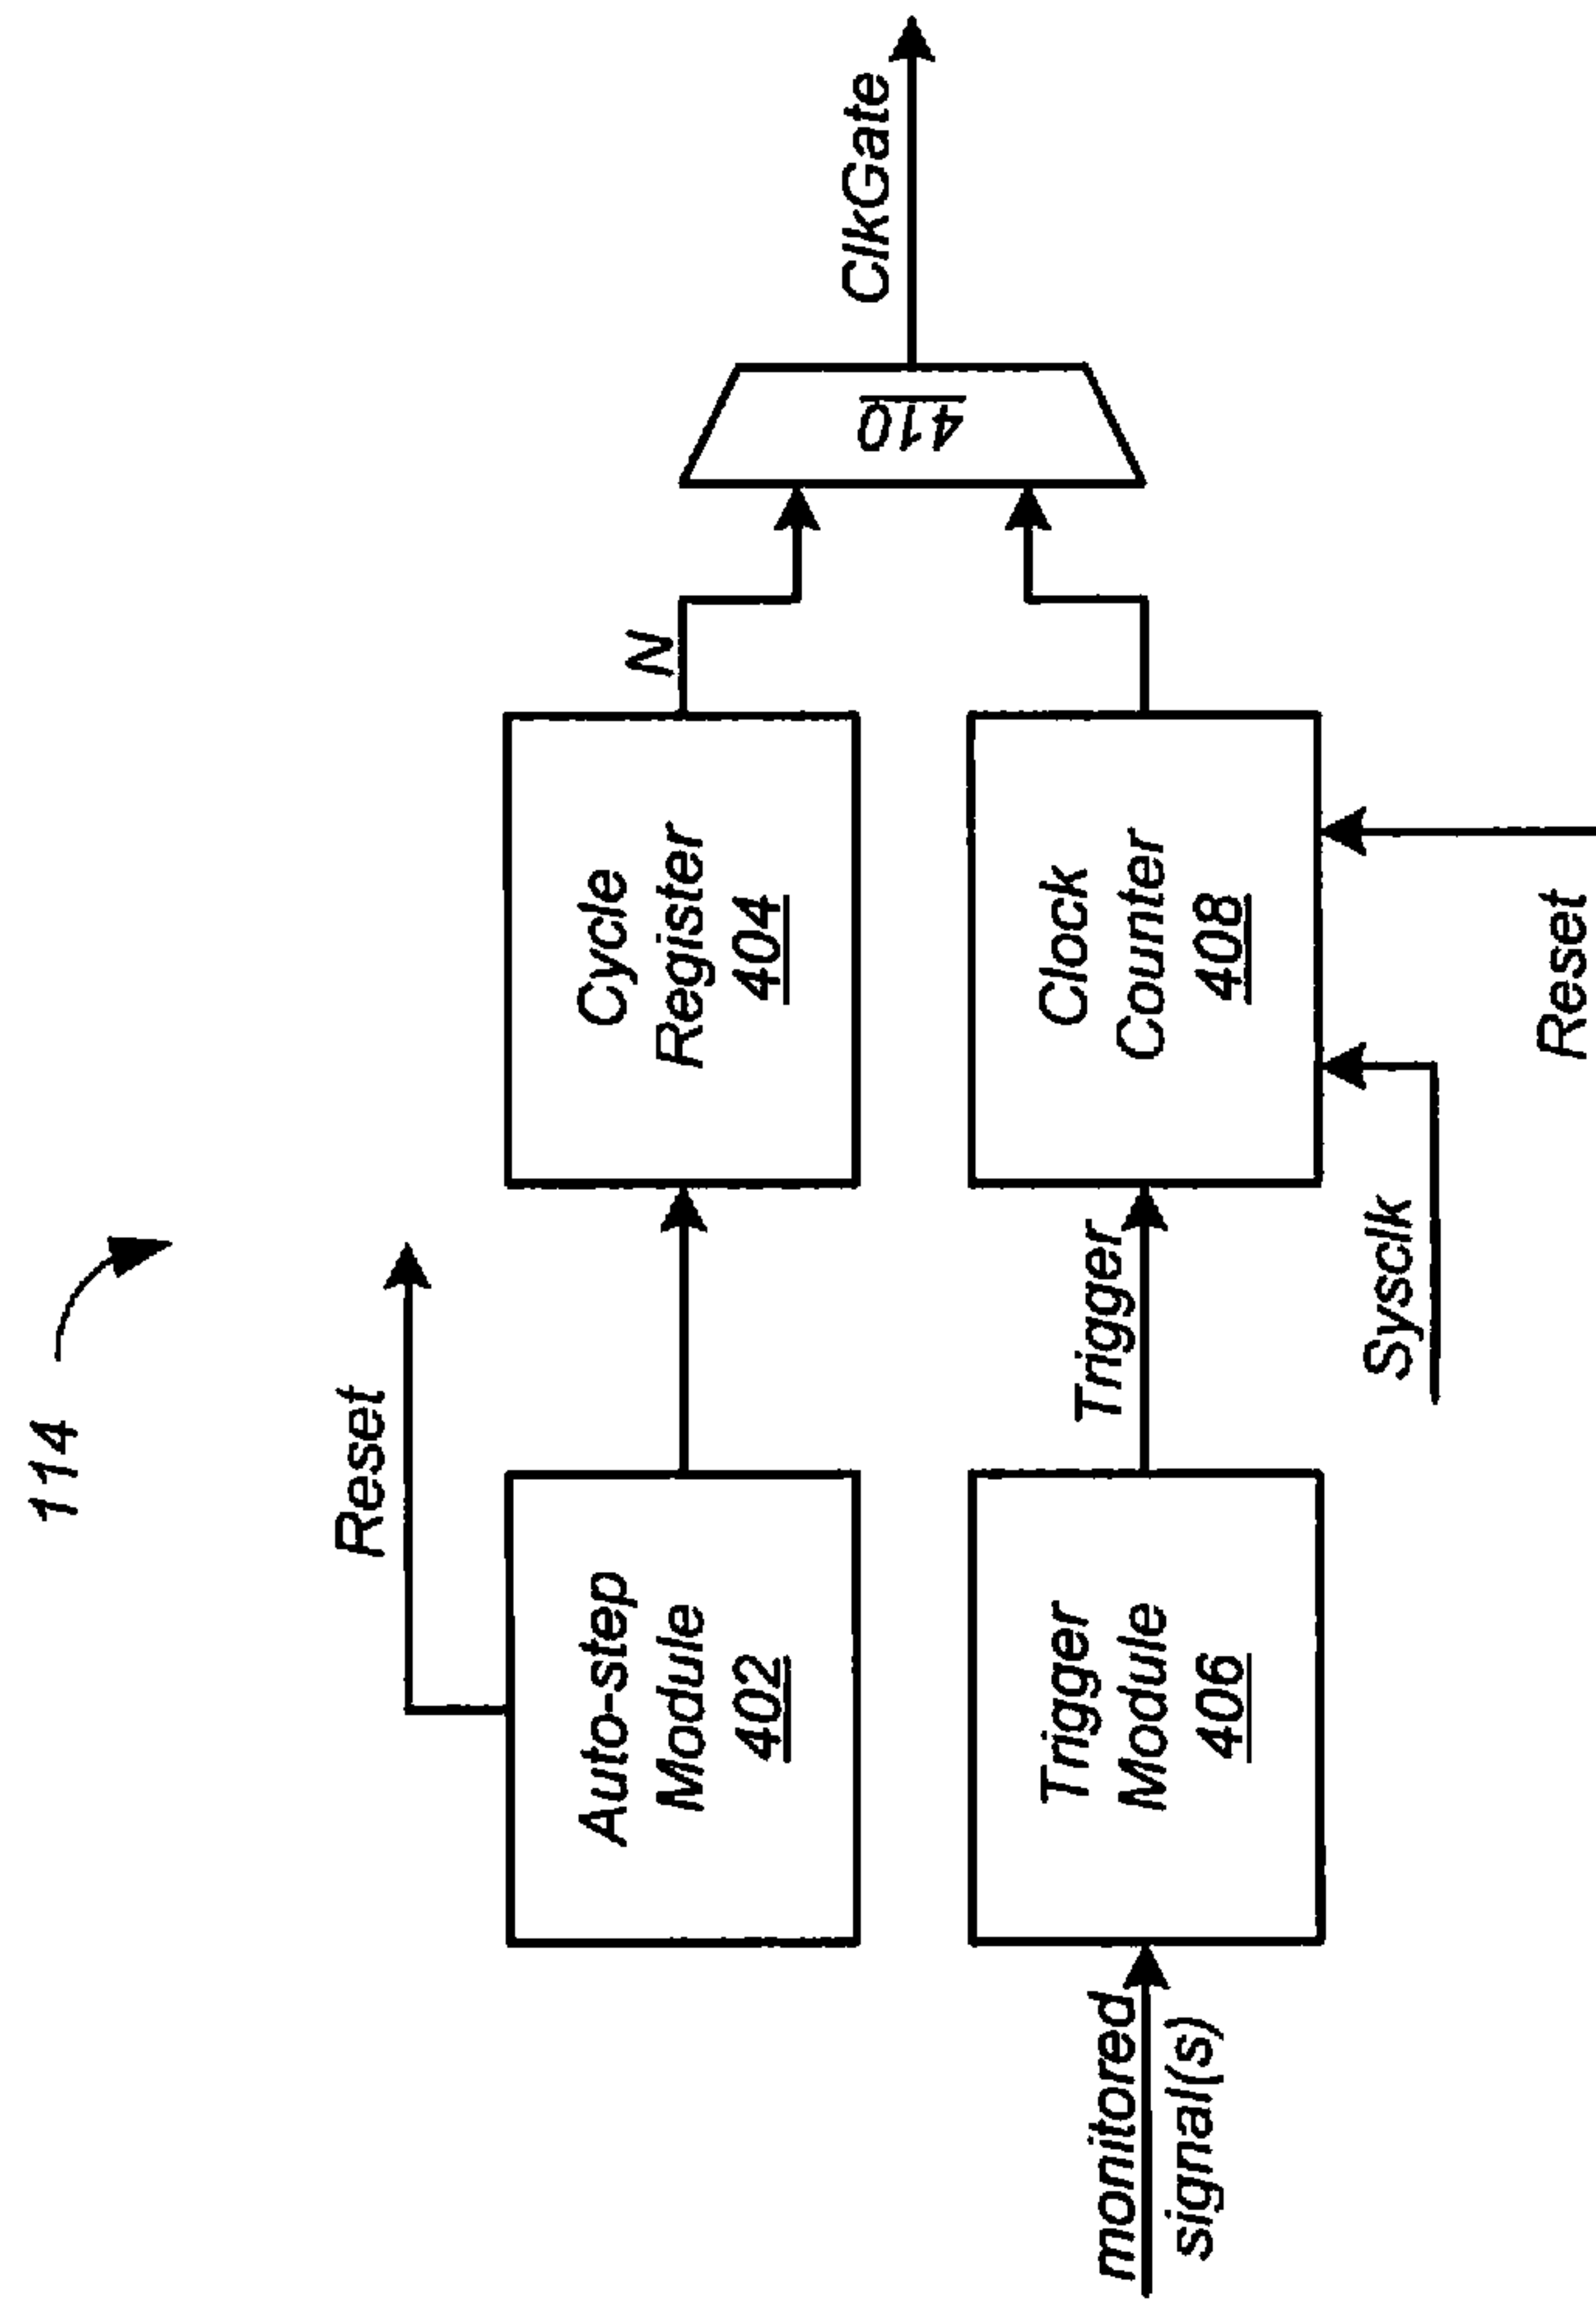 114
Reset
Auto-step
Module
402
Cycle
Register
404
N
monitored
signal(s)
Trigger
Module
406
Trigger
Clock
Counter
408
Sysclk
Reset
410
ClkGate